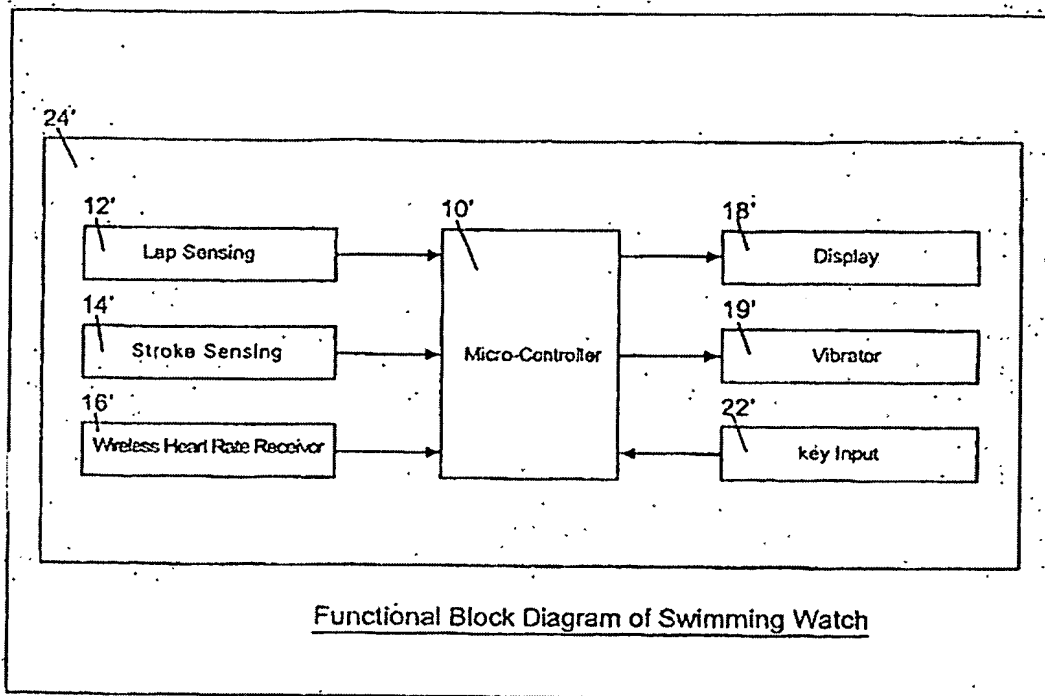 24'
12'
Lap Sensing
14'
Stroke Sensing
16'
Wireless Heart Rate Receivor
10'
Micro-Controller
18'
Display
19'
Vibrator
22'
key Input
Functional Block Diagram of Swimming Watch